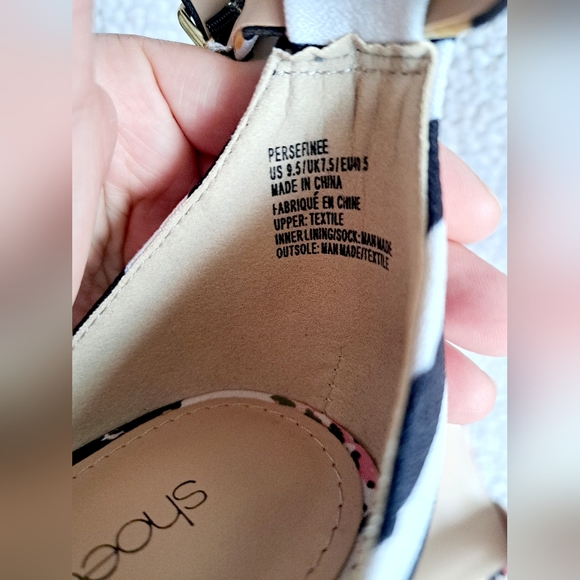 PERSEFINEE
US 9.5/UK7.5/EU40.5
MADE IN CHINA
FABRIQUÉ EN CHINE
UPPER: TEXTILE
INNER LINING/SOCK: MAN MADE
OUTSOLE: MAN MADE/TEXTILE
shoe